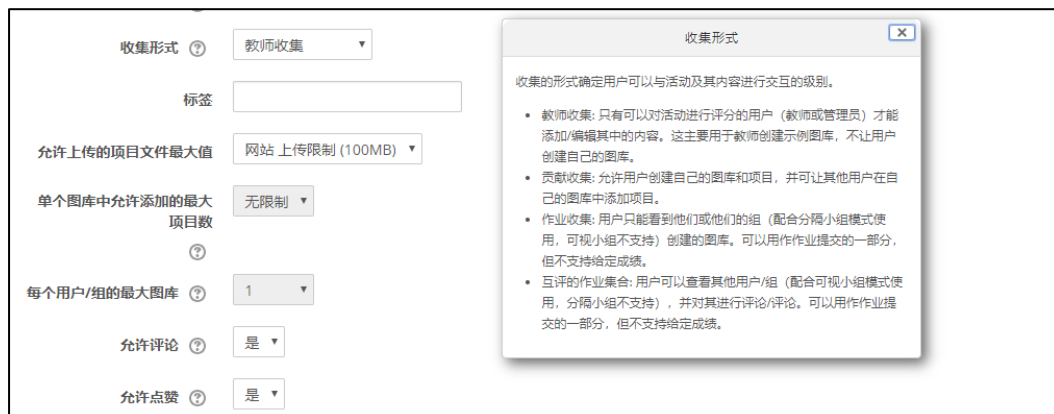 收集形式 教师收集
标签
允许上传的项目文件最大值 网站 上传限制 (100MB)
单个图库中允许添加的最大
项目数
无限制
每个用户/组的最大图库 1
允许评论 是
允许点赞 是
收集形式
收集的形式确定用户可以与活动及其内容进行交互的级别。
• 教师收集: 只有可以对活动进行评分的用户（教师或管理员）才能
添加/编辑其中的内容。这主要用于教师创建示例图库，不让用户
创建自己的图库。
• 贡献收集: 允许用户创建自己的图库和项目，并可让其他用户在自
己的图库中添加项目。
• 作业收集: 用户只能看到他们或他们的组（配合分隔小组模式使
用，可视小组不支持）创建的图库。可以用作作业提交的一部分，
但不支持给定成绩。
• 互评的作业集合: 用户可以查看其他用户/组（配合可视小组模式使
用，分隔小组不支持），并对其进行评论/评论。可以用作作业提
交的一部分，但不支持给定成绩。